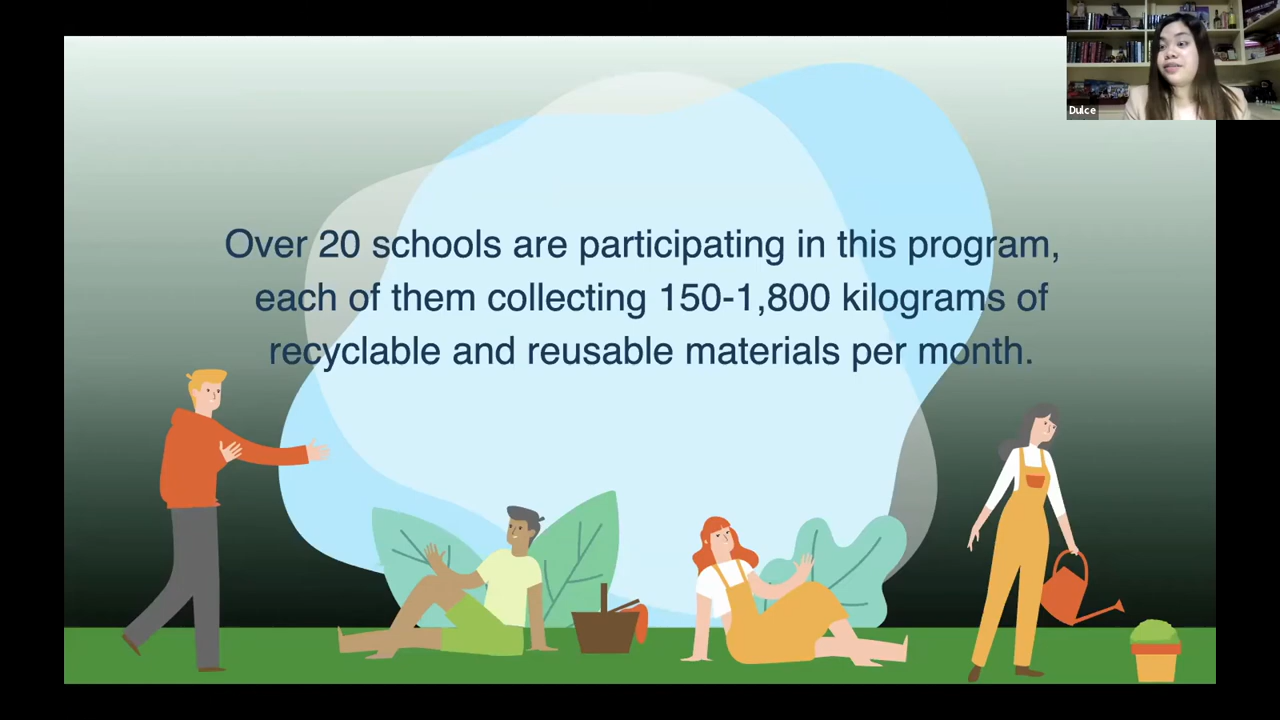 Dulce
Over 20 schools are participating in this program,
each of them collecting 150-1,800 kilograms of
recyclable and reusable materials per month.